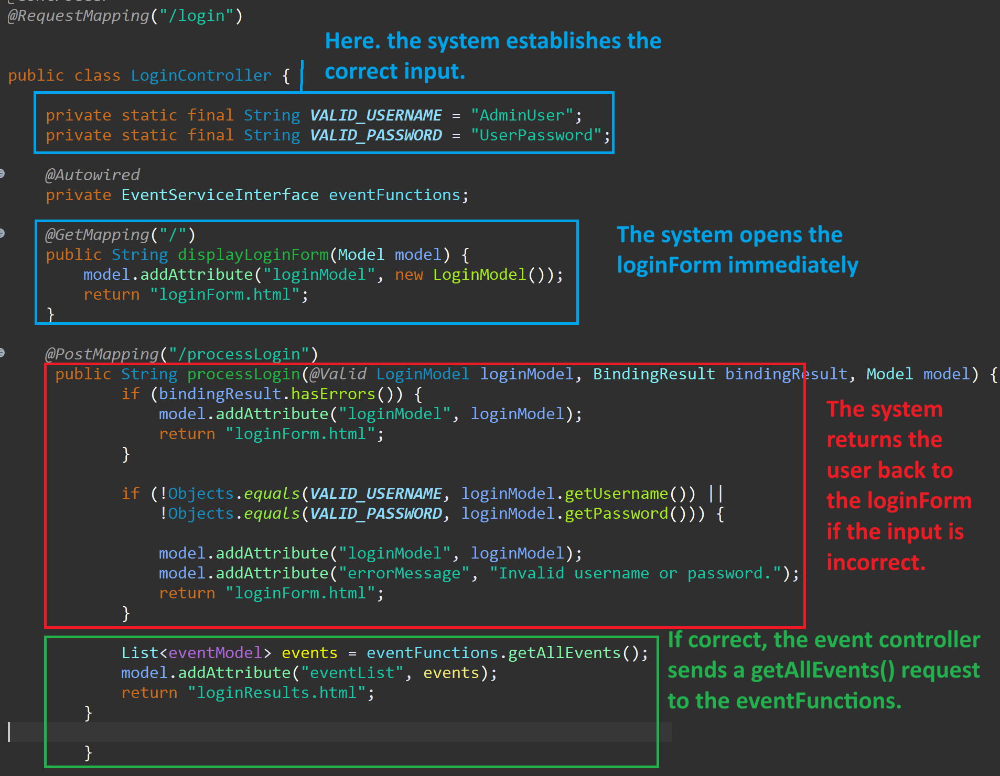 @Controller
@RequestMapping("/login")
Here. the system establishes the
correct input.
public class LoginController {
private static final String VALID_USERNAME = "AdminUser";
private static final String VALID_PASSWORD = "UserPassword";
@Autowired
private EventServiceInterface eventFunctions;
@GetMapping("/")
public String displayLoginForm(Model model) {
model.addAttribute("loginModel", new LoginModel());
return "loginForm.html";
}
The system opens the
loginForm immediately
@PostMapping("/processLogin")
public String processLogin(@Valid LoginModel loginModel, BindingResult bindingResult, Model model) {
if (bindingResult.hasErrors()) {
model.addAttribute("loginModel", loginModel);
return "loginForm.html";
}
if (!Objects.equals(VALID_USERNAME, loginModel.getUsername()) ||
!Objects.equals(VALID_PASSWORD, loginModel.getPassword())) {
model.addAttribute("loginModel", loginModel);
model.addAttribute("errorMessage", "Invalid username or password.");
return "loginForm.html";
}
The system
returns the
user back to
the loginForm
if the input is
incorrect.
List<eventModel> events = eventFunctions.getAllEvents();
model.addAttribute("eventList", events);
return "loginResults.html";
}
}
If correct, the event controller
sends a getAllEvents() request
to the eventFunctions.